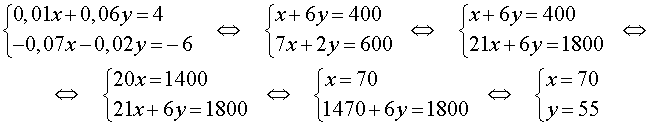 {0,01x+0,06y=4 ⇔ {x+6y=400 ⇔ {x+6y=400 ⇔
{−0,07x−0,02y=−6 {7x+2y=600 {21x+6y=1800
⇔ {20x=1400 ⇔ {x=70 ⇔ {x=70
{21x+6y=1800 {1470+6y=1800 {y=55